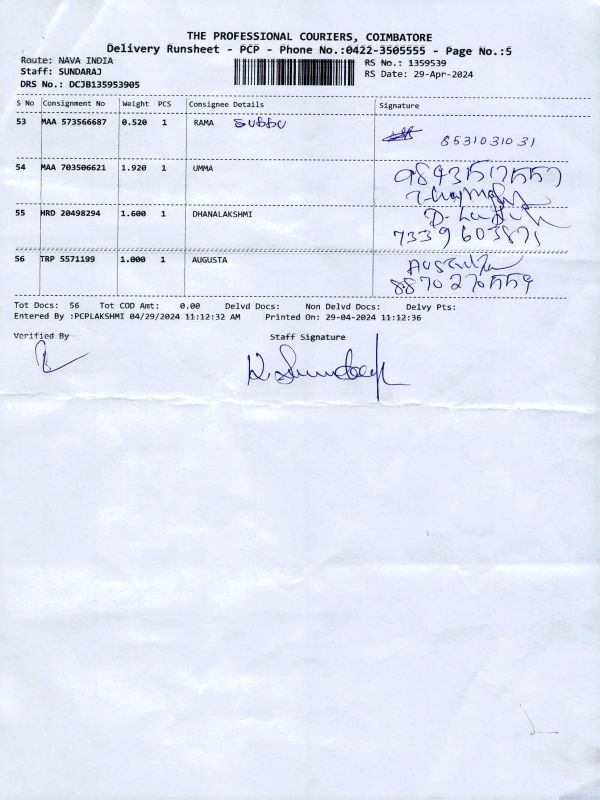 THE PROFESSIONAL COURIERS, COIMBATORE
Delivery Runsheet - PCP - Phone No.:0422-3505555 - Page No.:5
Route: NAVA INDIA RS No.: 1359539
Staff: SUNDARAJ RS Date: 29-Apr-2024
DRS No.: DCJB135953905
S No Consignment No Weight PCS Consignee Details Signature
53 MAA 573566687 0.520 1 RAMA SUBBU
8531031031
54 MAA 703506621 1.920 1 UMMA 9843517557
55 HRD 20498294 1.600 1 DHANALAKSHMI
7339603871
56 TRP 5571199 1.000 1 AUGUSTA
8870270559
Tot Docs: 56 Tot COD Amt: 0.00 Delvd Docs: Non Delvd Docs: Delvy Pts:
Entered By :PCPLAKSHMI 04/29/2024 11:12:32 AM Printed On: 29-04-2024 11:12:36
Verified By Staff Signature